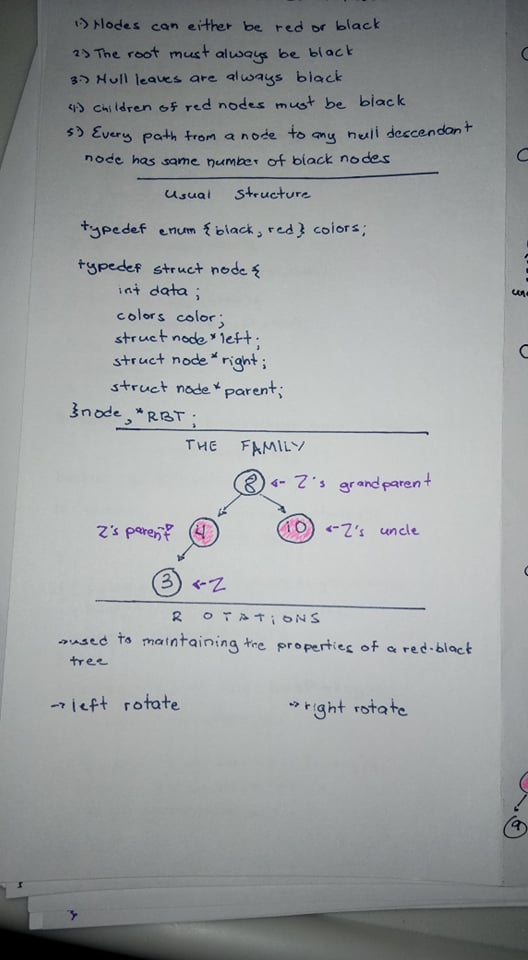 1.) Nodes can either be red or black
2.) The root must always be black
3.) Null leaves are always black
4.) Children of red nodes must be black
5.) Every path from a node to any null descendant
node has same number of black nodes
Usual Structure
typedef enum {black, red} colors;
typedef struct node {
int data;
colors color;
struct node *left;
struct node *right;
struct node *parent;
}node, *RBT;
THE FAMILY
8 <- Z's grandparent
Z's parent 4 10 <- Z's uncle
3 <- Z
ROTATIONS
-> used to maintaining the properties of a red-black
tree
-> left rotate -> right rotate
9